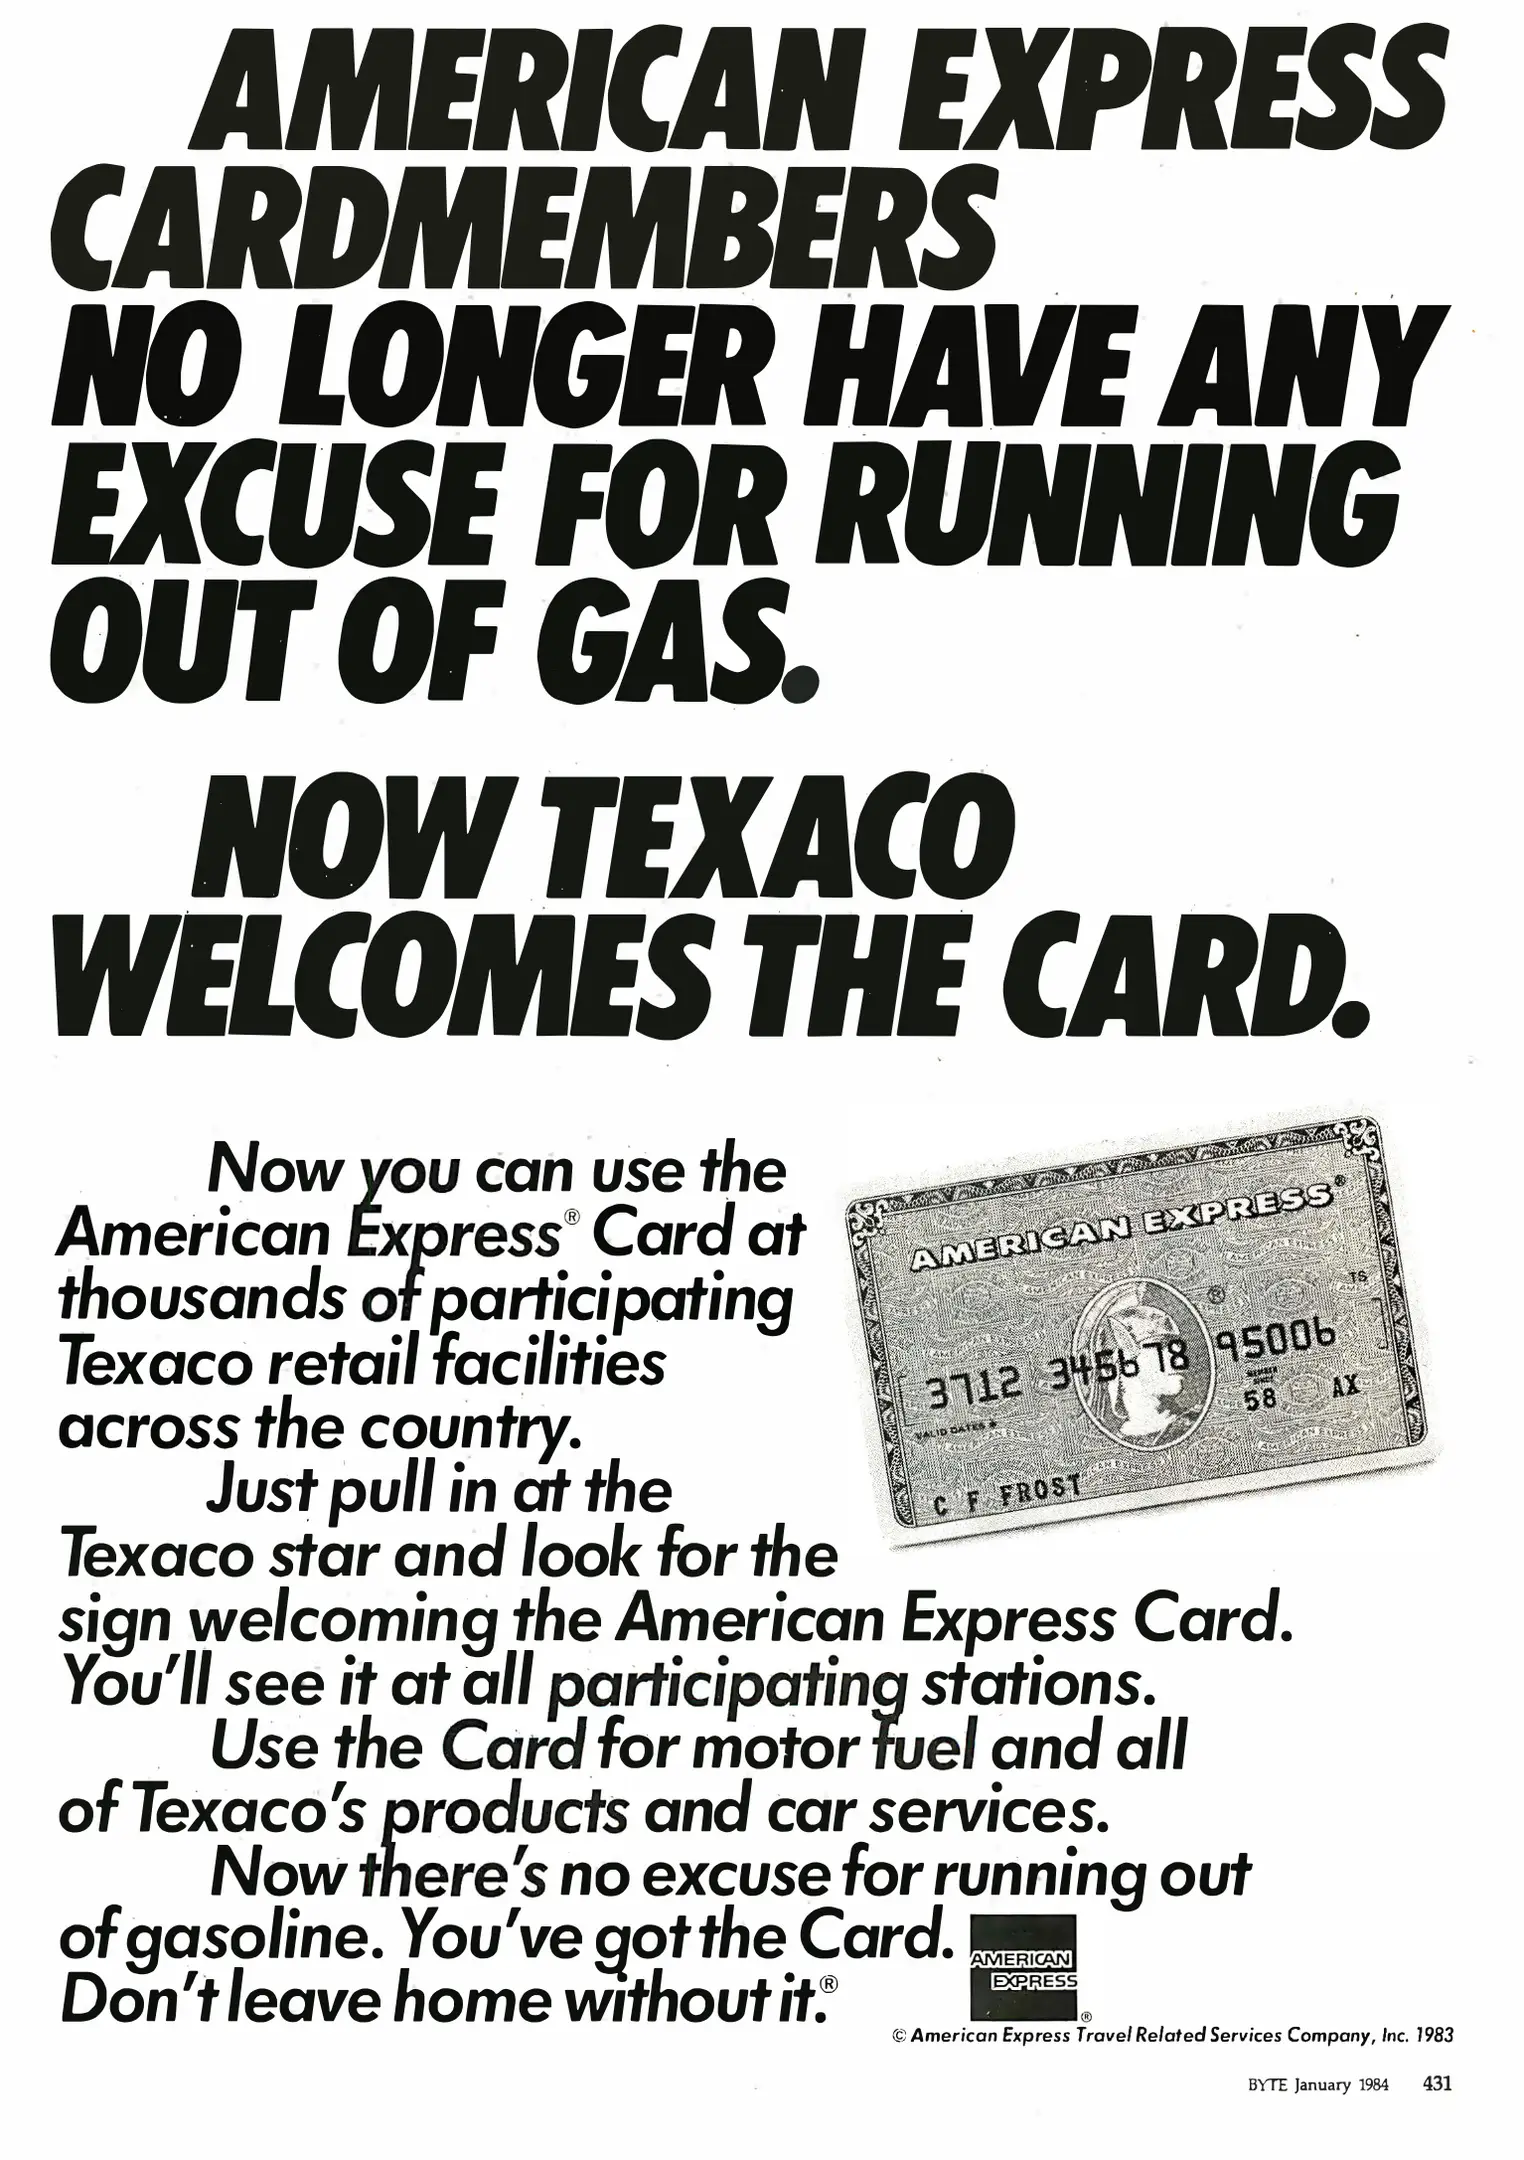 AMERICAN EXPRESS
CARDMEMBERS
NO LONGER HAVE ANY
EXCUSE FOR RUNNING
OUT OF GAS.
NOW TEXACO
WELCOMES THE CARD.
Now you can use the
American Express® Card at
thousands of participating
Texaco retail facilities
across the country.
Just pull in at the
Texaco star and look for the
sign welcoming the American Express Card.
You'll see it at all participating stations.
Use the Card for motor fuel and all
of Texaco's products and car services.
Now there's no excuse for running out
of gasoline. You've got the Card.
Don't leave home without it.®
AMERICAN EXPRESS®
®
TS
3712 345678 95006
MEMBER
SINCE
58 AX
VALID DATES
C F FROST
AMERICAN
EXPRESS
®
© American Express Travel Related Services Company, Inc. 1983
BYTE January 1984 431